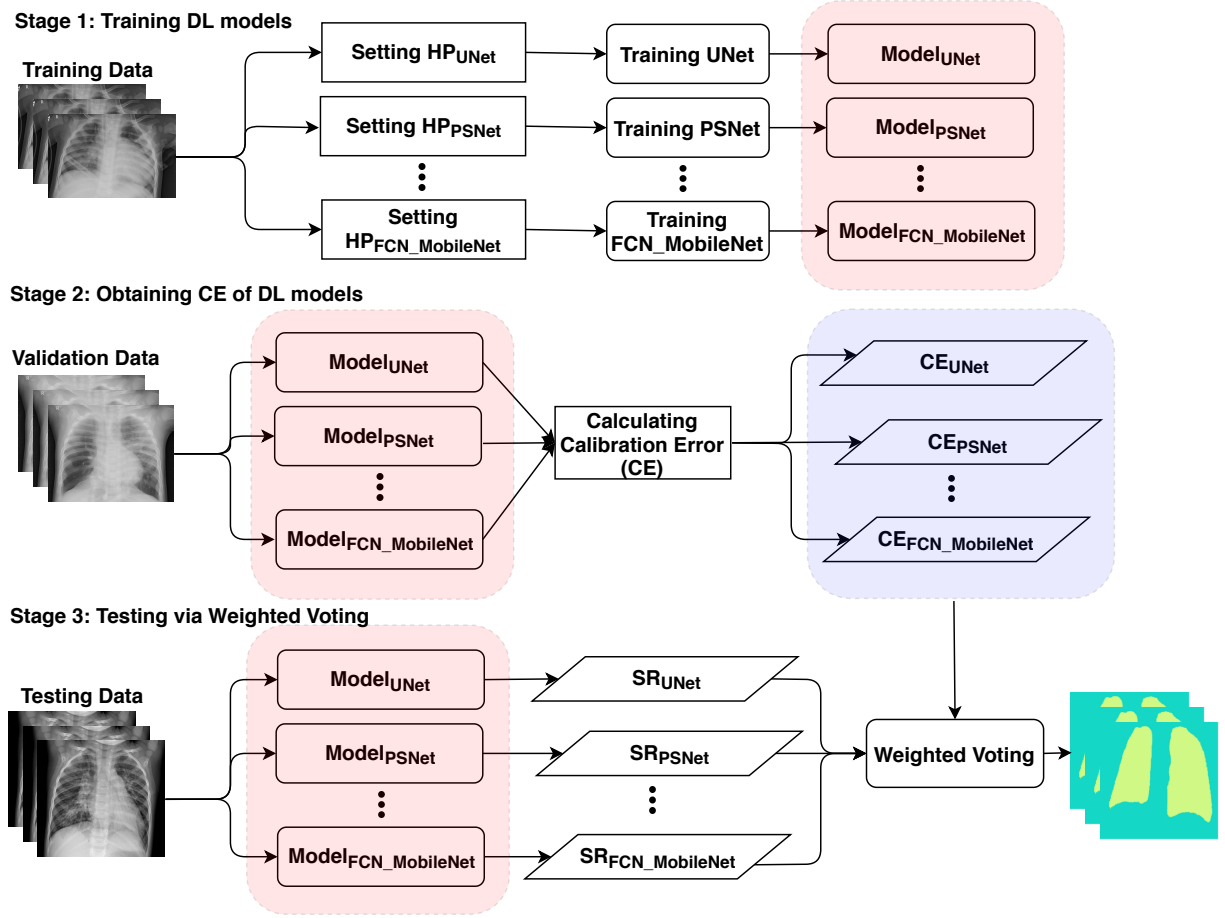 Stage 1: Training DL models
Training Data
Setting HPUNet
Training UNet
ModelUNet
Setting HPPSNet
Training PSNet
ModelPSNet
Setting
HPFCN_MobileNet
Training
FCN_MobileNet
ModelFCN_MobileNet
Stage 2: Obtaining CE of DL models
Validation Data
ModelUNet
ModelPSNet
ModelFCN_MobileNet
Calculating
Calibration Error
(CE)
CEUNet
CEPSNet
CEFCN_MobileNet
Stage 3: Testing via Weighted Voting
Testing Data
ModelUNet
ModelPSNet
ModelFCN_MobileNet
SRUNet
SRPSNet
SRFCN_MobileNet
Weighted Voting